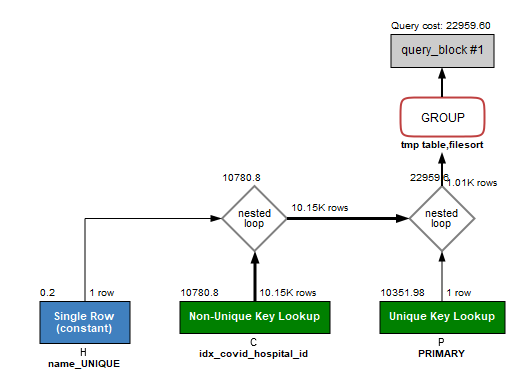 Query cost: 22959.60
query_block #1
GROUP
tmp table,filesort
10780.8
22959.6
1.01K rows
nested
loop
10.15K rows
nested
loop
0.2
1 row
10780.8
10.15K rows
10351.98
1 row
Single Row
(constant)
Non-Unique Key Lookup
Unique Key Lookup
H
C
P
name_UNIQUE
idx_covid_hospital_id
PRIMARY